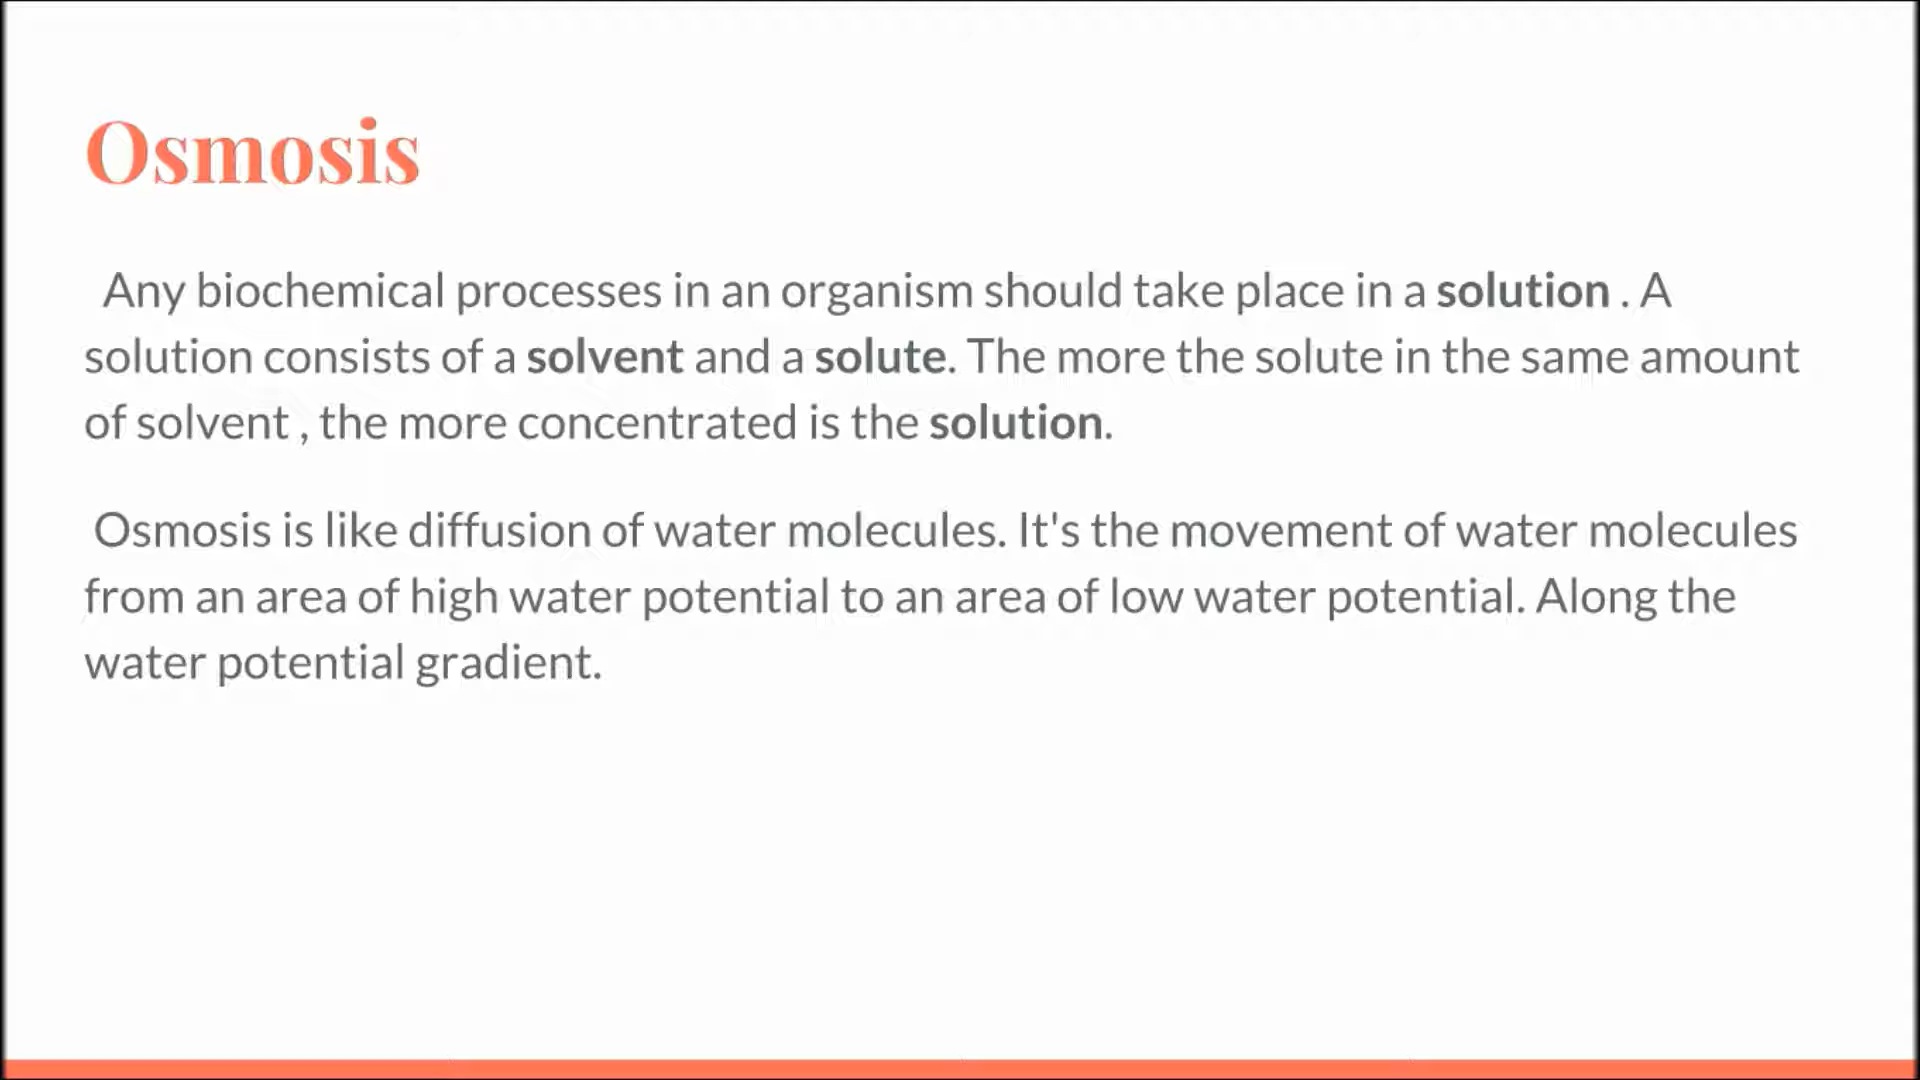 Osmosis
Any biochemical processes in an organism should take place in a solution . A
solution consists of a solvent and a solute. The more the solute in the same amount
of solvent , the more concentrated is the solution.
Osmosis is like diffusion of water molecules. It's the movement of water molecules
from an area of high water potential to an area of low water potential. Along the
water potential gradient.